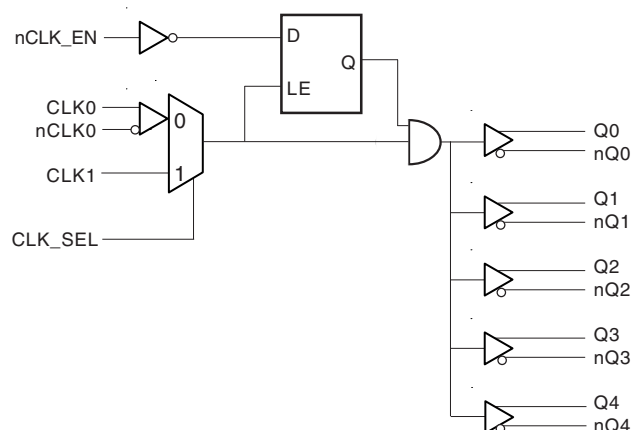 nCLK_EN
D
Q
LE
CLK0
nCLK0
0
CLK1
1
CLK_SEL
Q0
nQ0
Q1
nQ1
Q2
nQ2
Q3
nQ3
Q4
nQ4